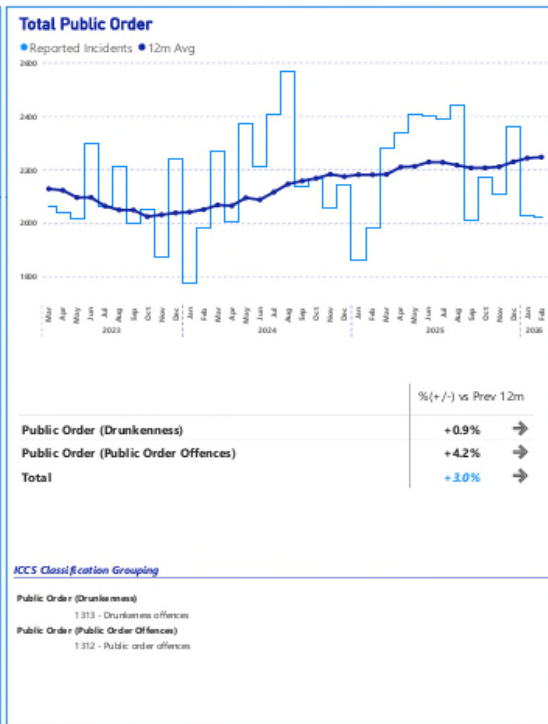 Total Public Order
Reported Incidents 12m Avg
2600
2400
2200
2000
1800
Mar Apr May Jun Jul Aug Sep Oct Nov Dec Jan Feb Mar Apr May Jun Jul Aug Sep Oct Nov Dec Jan Feb Mar Apr May Jun Jul Aug Sep Oct Nov Dec Jan Feb
2023 2024 2025 2026
%(+/-) vs Prev 12m
Public Order (Drunkenness) +0.9%
Public Order (Public Order Offences) +4.2%
Total +3.0%
ICCS Classification Grouping
Public Order (Drunkenness)
1313 - Drunkeness offences
Public Order (Public Order Offences)
1312 - Public order offences